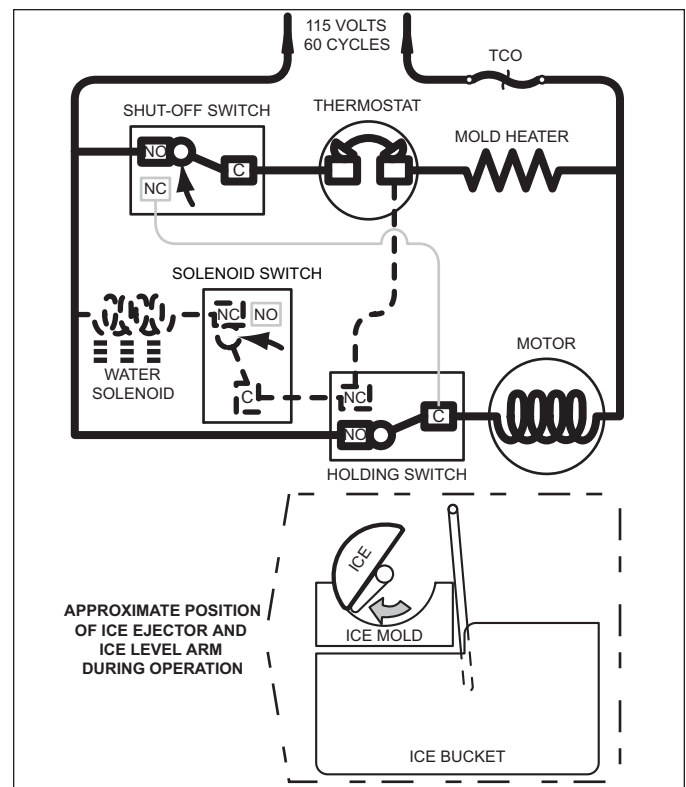 115 VOLTS
60 CYCLES
TCO
SHUT-OFF SWITCH
THERMOSTAT
MOLD HEATER
NO
C
NC
SOLENOID SWITCH
NC
NO
MOTOR
WATER
SOLENOID
C
NC
C
NO
HOLDING SWITCH
ICE
APPROXIMATE POSITION
OF ICE EJECTOR AND
ICE LEVEL ARM
DURING OPERATION
ICE MOLD
ICE BUCKET